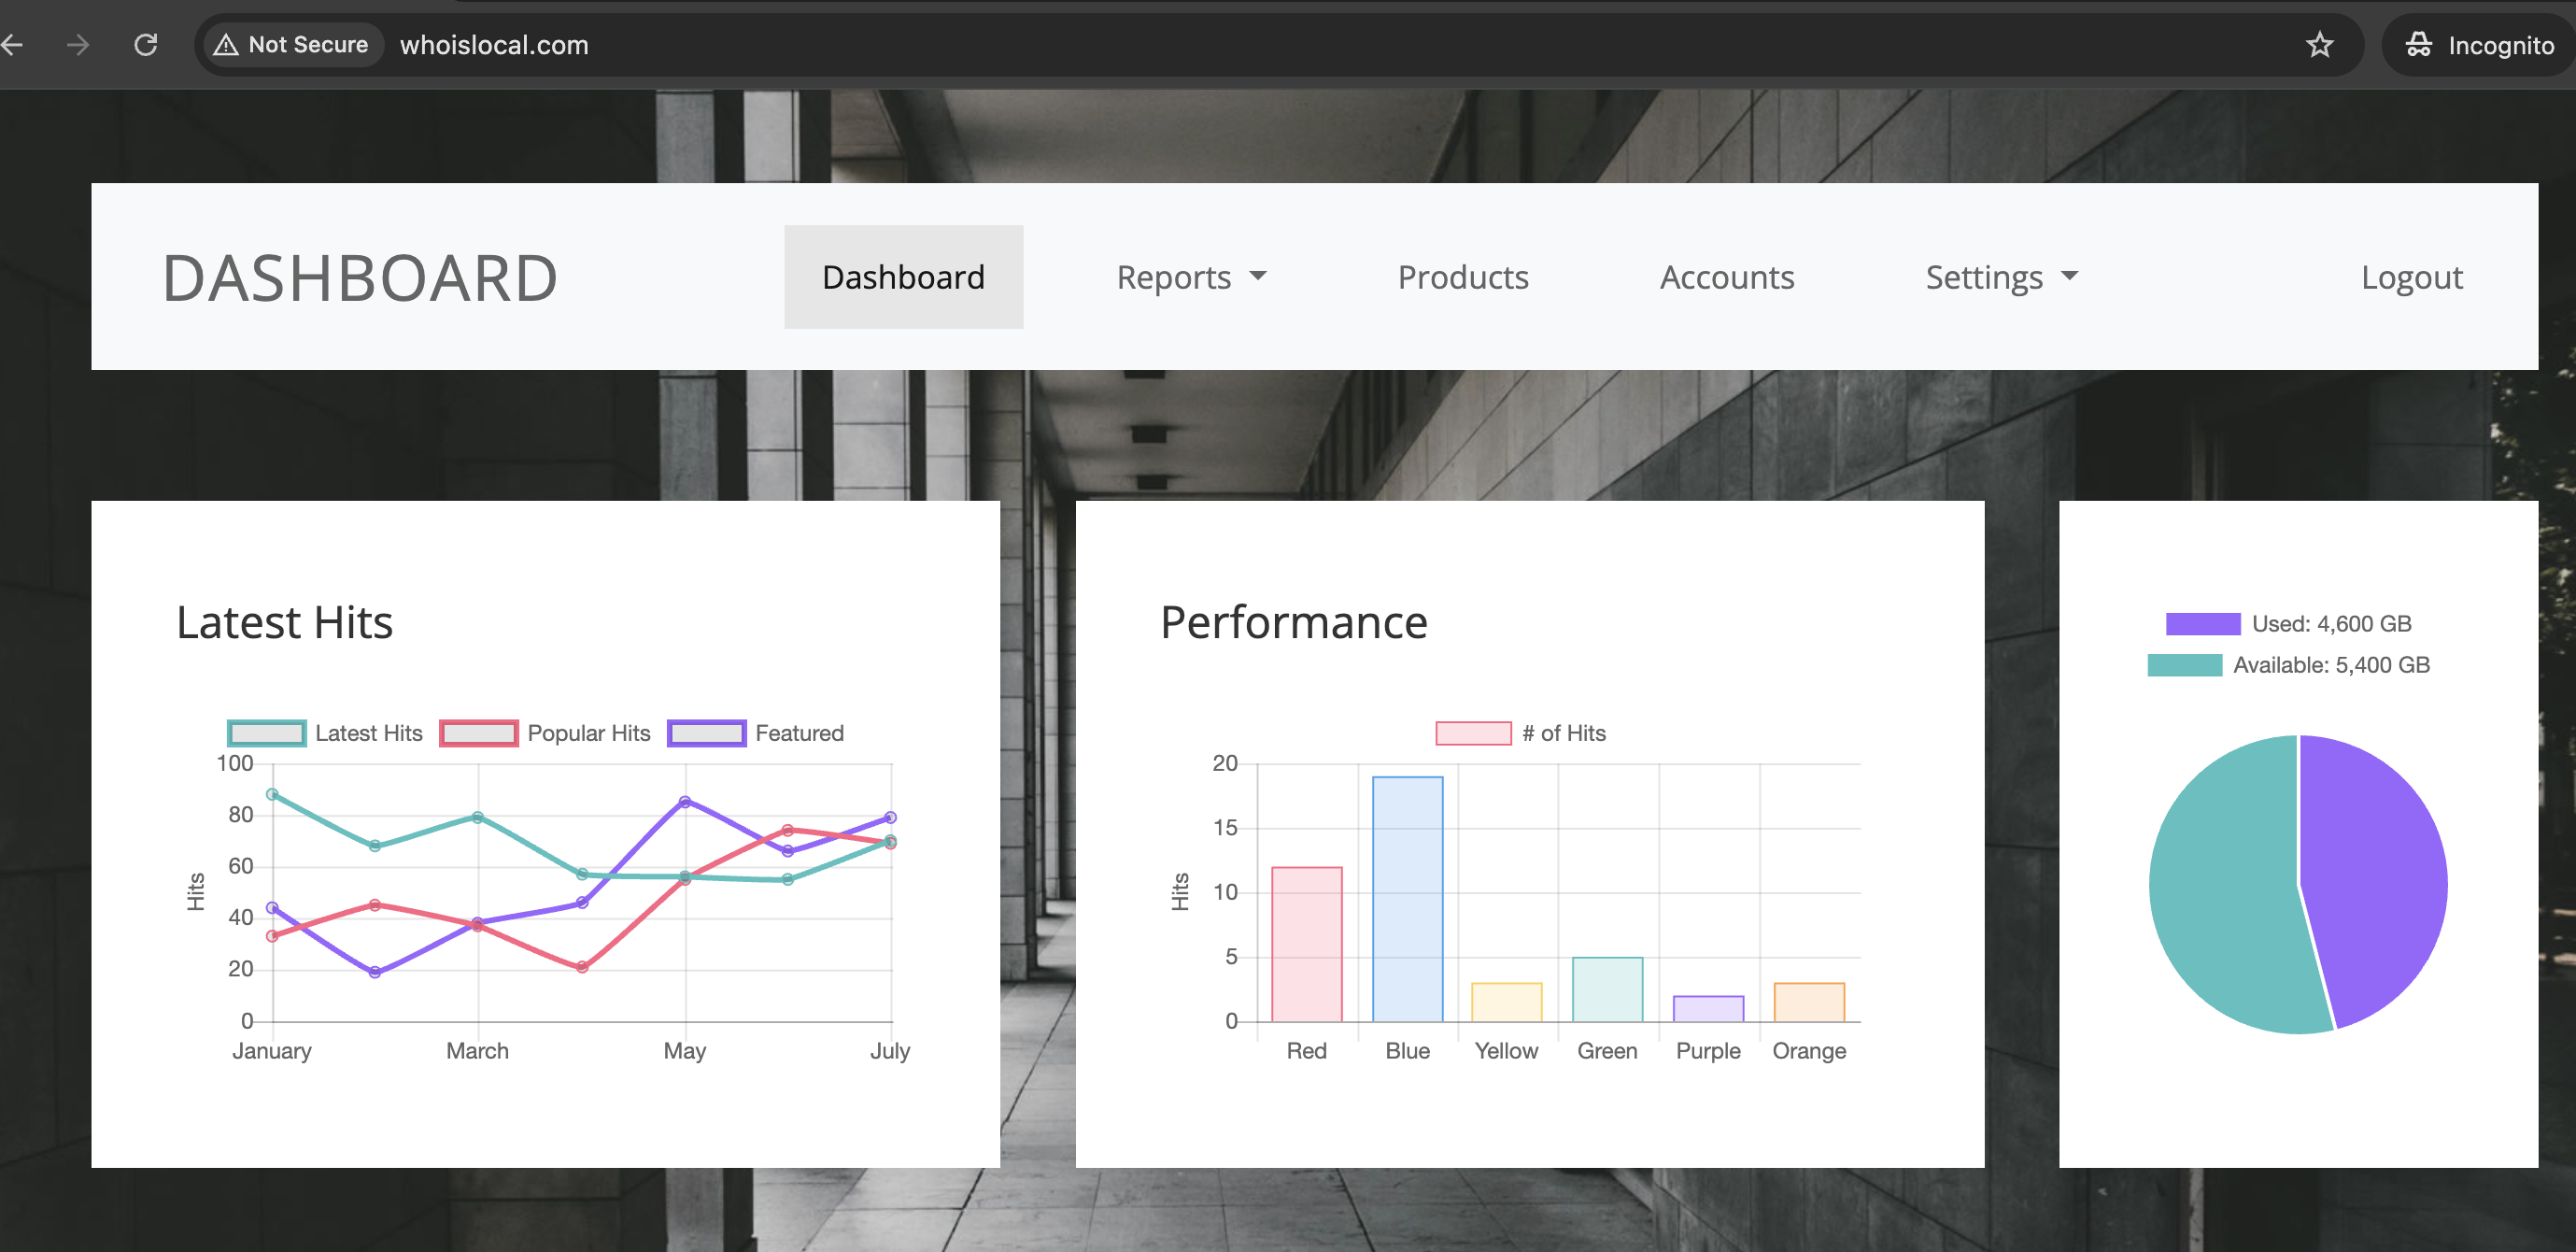 Not Secure whoislocal.com Incognito
DASHBOARD Dashboard Reports Products Accounts Settings Logout
Latest Hits
Latest Hits Popular Hits Featured
100
80
60
40
20
0
Hits
January March May July
Performance
# of Hits
20
15
10
5
0
Hits
Red Blue Yellow Green Purple Orange
Used: 4,600 GB
Available: 5,400 GB